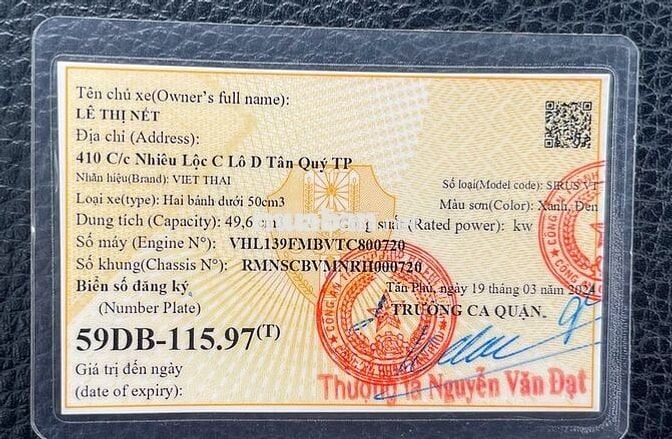 Tên chủ xe(Owner's full name):
LÊ THỊ NÉT
Địa chỉ (Address):
410 C/c Nhiêu Lộc C Lô D Tân Quý TP
Nhãn hiệu(Brand): VIET THAI
Số loại(Model code): SIRUS VT
Loại xe(type): Hai bánh dưới 50cm3
Màu sơn(Color): Xanh, Đen
Dung tích (Capacity): 49,6 Công suất(Rated power): kw
Số máy (Engine N°): VHL139FMBVTC800720
Số khung(Chassis N°): RMNSCBVMNRH000720
Biển số đăng ký
(Number Plate)
Tân Phú, ngày 19 tháng 03 năm 2024
TRƯỞNG CA QUẬN.
59DB-115.97(T)
Giá trị đến ngày
(date of expiry):
Thượng tá Nguyễn Văn Đạt